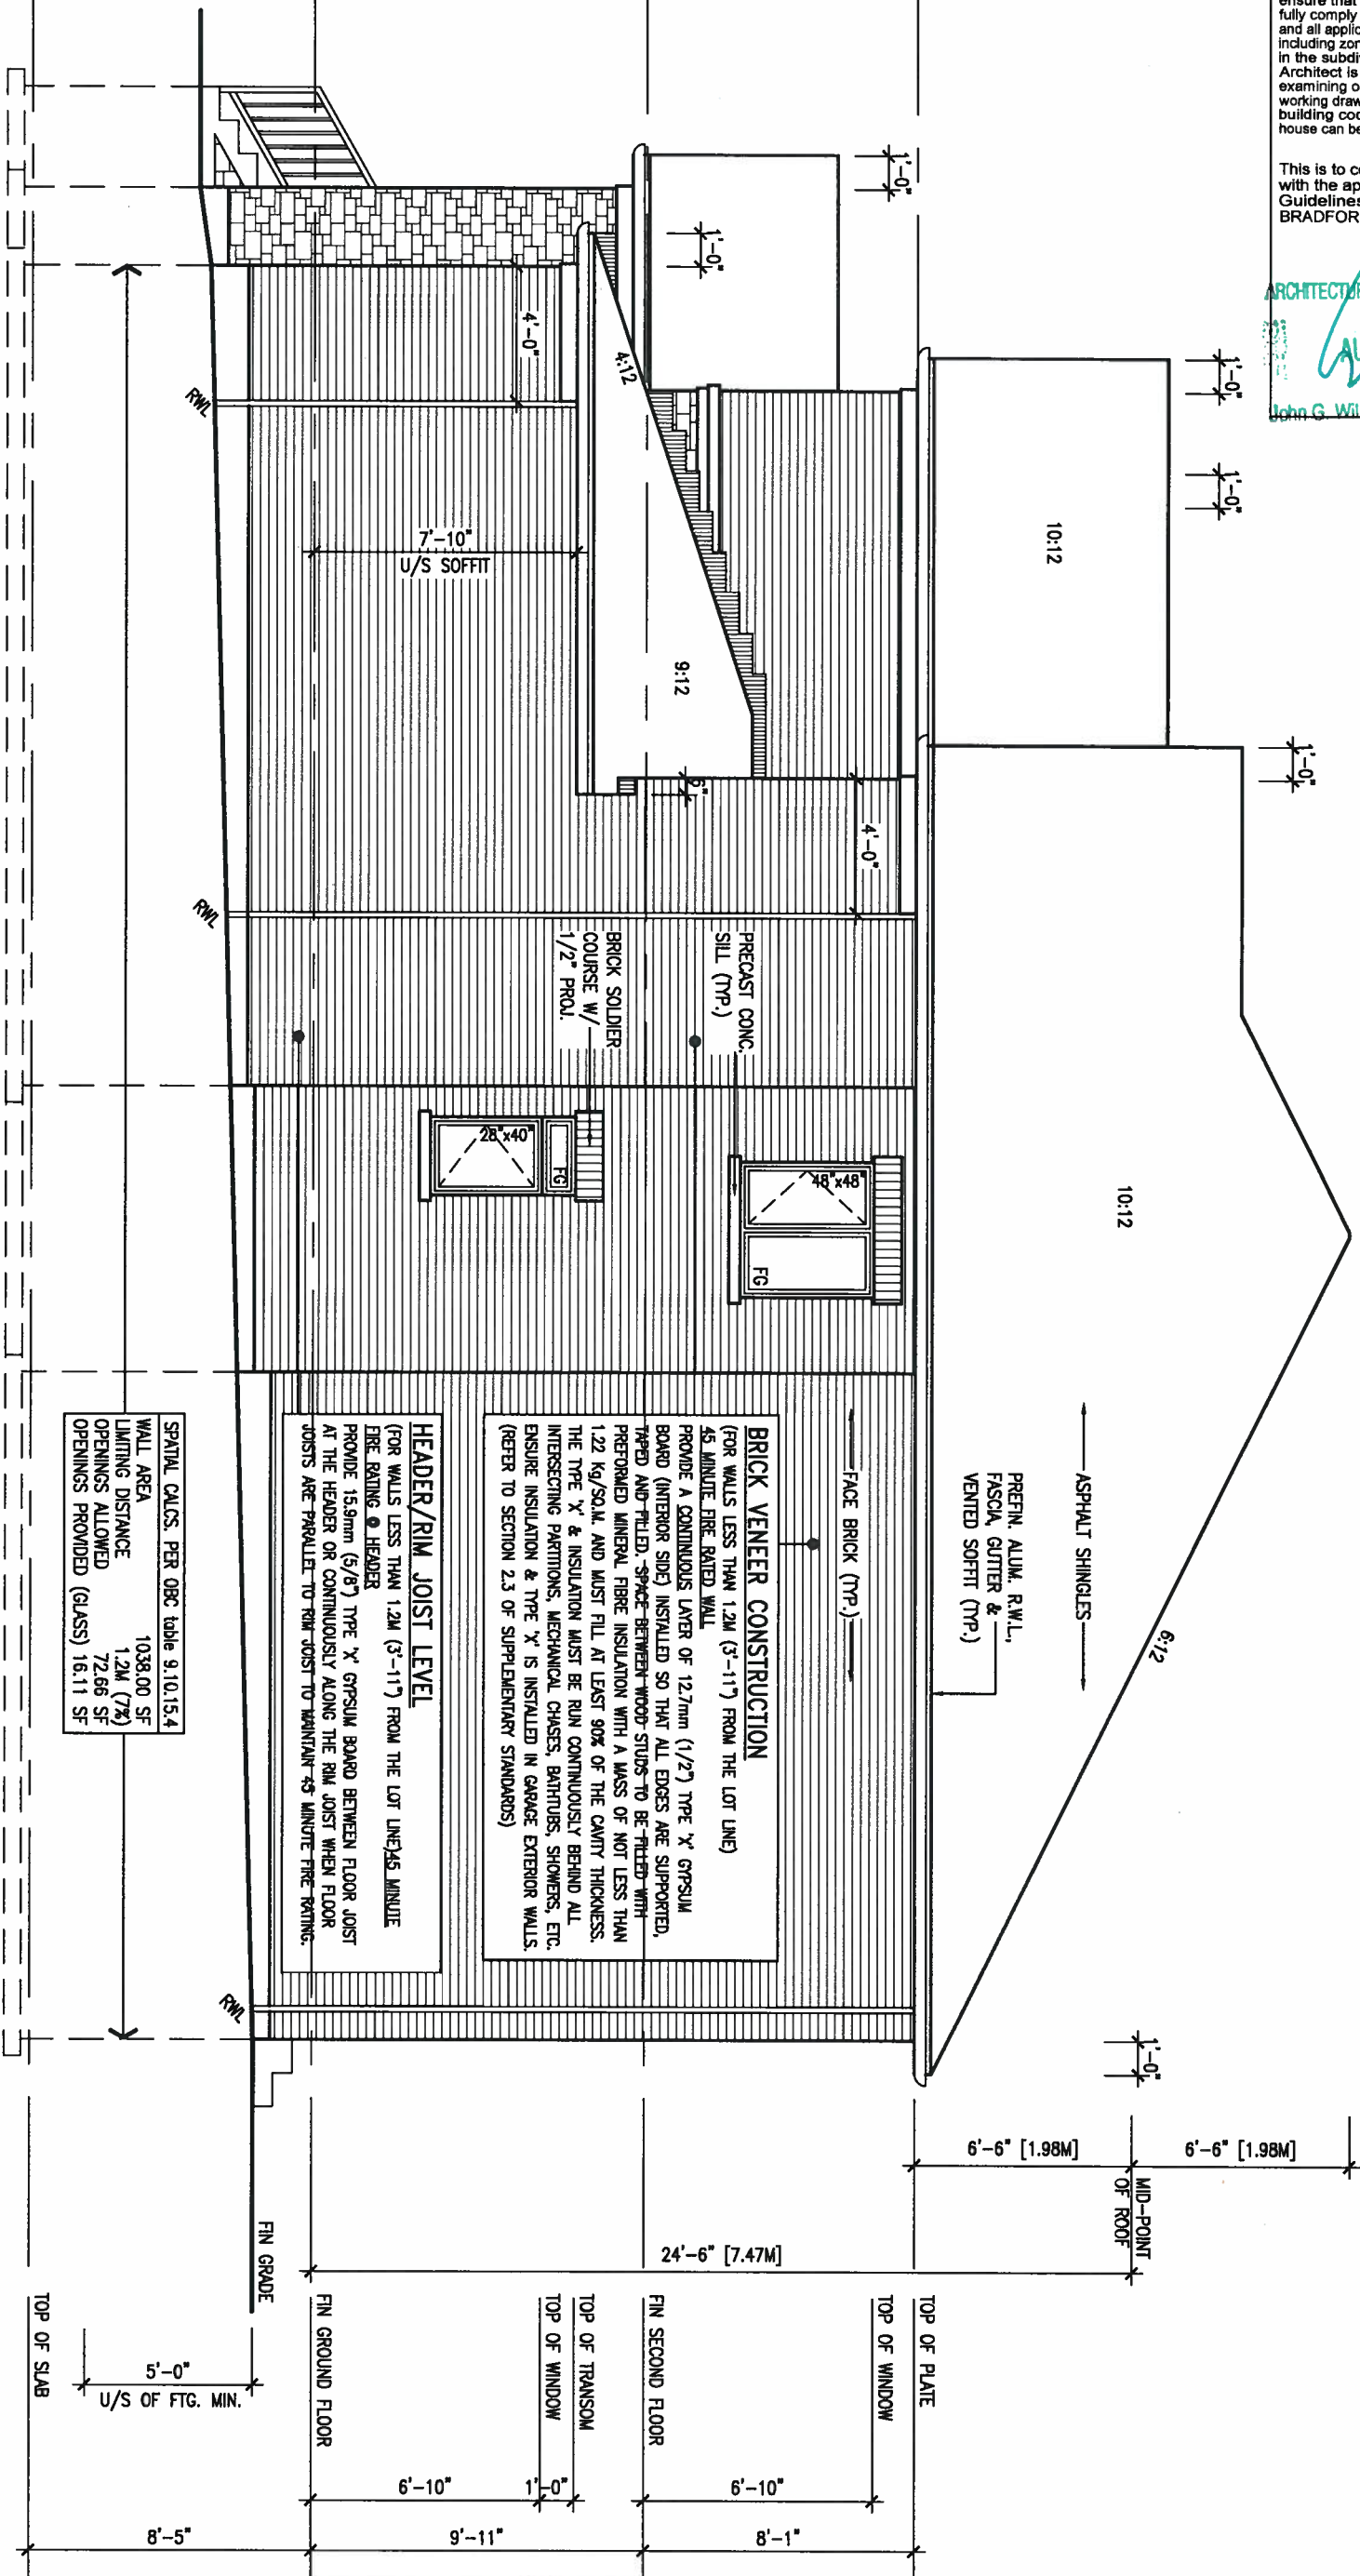 ensure that
fully comply
and all applic
including zon
in the subdi
Architect is
examining o
working draw
building cod
house can be
This is to ce
with the ap
Guidelines
BRADFOR
ARCHITECTUR
John G. Wil
1'-0"
1'-0"
1'-0"
1'-0"
1'-0"
1'-0"
10:12
10:12
6:12
4:12
9:12
ASPHALT SHINGLES
PREFIN. ALUM. R.W.L.,
FASCIA, GUTTER &
VENTED SOFFIT (TYP.)
FACE BRICK (TYP.)
4'-0"
7'-10"
U/S SOFFIT
6"
4'-0"
RWL
RWL
RWL
PRECAST CONC.
SILL (TYP.)
BRICK SOLDIER
COURSE W/
1/2" PROJ.
48"x48"
FG
28"x40"
FG
BRICK VENEER CONSTRUCTION
(FOR WALLS LESS THAN 1.2M (3'-11") FROM THE LOT LINE)
45 MINUTE FIRE RATED WALL
PROVIDE A CONTINUOUS LAYER OF 12.7mm (1/2") TYPE 'X' GYPSUM
BOARD (INTERIOR SIDE) INSTALLED SO THAT ALL EDGES ARE SUPPORTED,
TAPED AND FILLED. SPACE BETWEEN WOOD STUDS TO BE FILLED WITH
PREFORMED MINERAL FIBRE INSULATION WITH A MASS OF NOT LESS THAN
1.22 Kg/SQ.M. AND MUST FILL AT LEAST 90% OF THE CAVITY THICKNESS.
THE TYPE 'X' & INSULATION MUST BE RUN CONTINUOUSLY BEHIND ALL
INTERSECTING PARTITIONS, MECHANICAL CHASES, BATHTUBS, SHOWERS, ETC.
ENSURE INSULATION & TYPE 'X' IS INSTALLED IN GARAGE EXTERIOR WALLS.
(REFER TO SECTION 2.3 OF SUPPLEMENTARY STANDARDS)
HEADER/RIM JOIST LEVEL
(FOR WALLS LESS THAN 1.2M (3'-11") FROM THE LOT LINE)45 MINUTE
FIRE RATING @ HEADER
PROVIDE 15.9mm (5/8") TYPE 'X' GYPSUM BOARD BETWEEN FLOOR JOIST
AT THE HEADER OR CONTINUOUSLY ALONG THE RIM JOIST WHEN FLOOR
JOISTS ARE PARALLEL TO RIM JOIST TO MAINTAIN 45 MINUTE FIRE RATING.
SPATIAL CALCS. PER OBC table 9.10.15.4
WALL AREA 1038.00 SF
LIMITING DISTANCE 1.2M (7%)
OPENINGS ALLOWED 72.66 SF
OPENINGS PROVIDED (GLASS) 16.11 SF
6'-6" [1.98M]
6'-6" [1.98M]
MID-POINT
OF ROOF
24'-6" [7.47M]
TOP OF PLATE
TOP OF WINDOW
FIN SECOND FLOOR
TOP OF TRANSOM
TOP OF WINDOW
FIN GROUND FLOOR
FIN GRADE
TOP OF SLAB
5'-0"
U/S OF FTG. MIN.
6'-10"
1'-0"
6'-10"
8'-5"
9'-11"
8'-1"